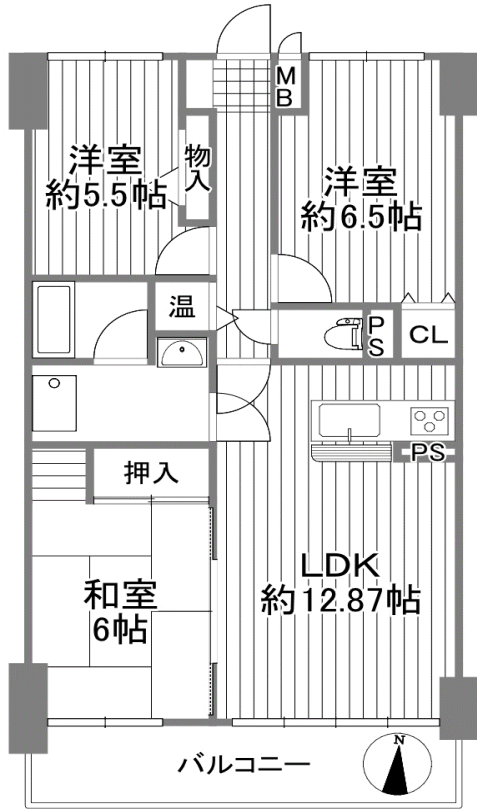 MB
洋室
約5.5帖
物入
洋室
約6.5帖
温
PS
CL
PS
押入
LDK
約12.87帖
和室
6帖
バルコニー
N